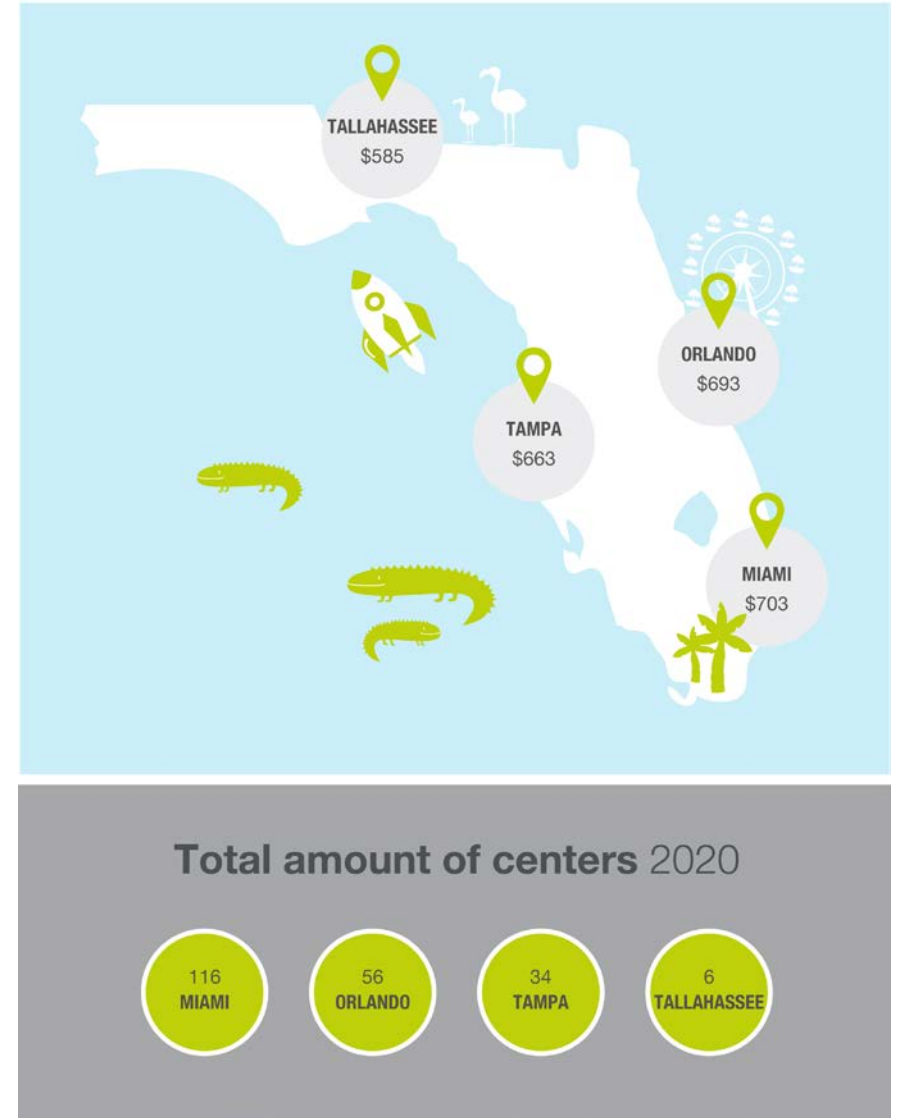 TALLAHASSEE
$585
ORLANDO
$693
TAMPA
$663
MIAMI
$703
Total amount of centers 2020
116
MIAMI
56
ORLANDO
34
TAMPA
6
TALLAHASSEE